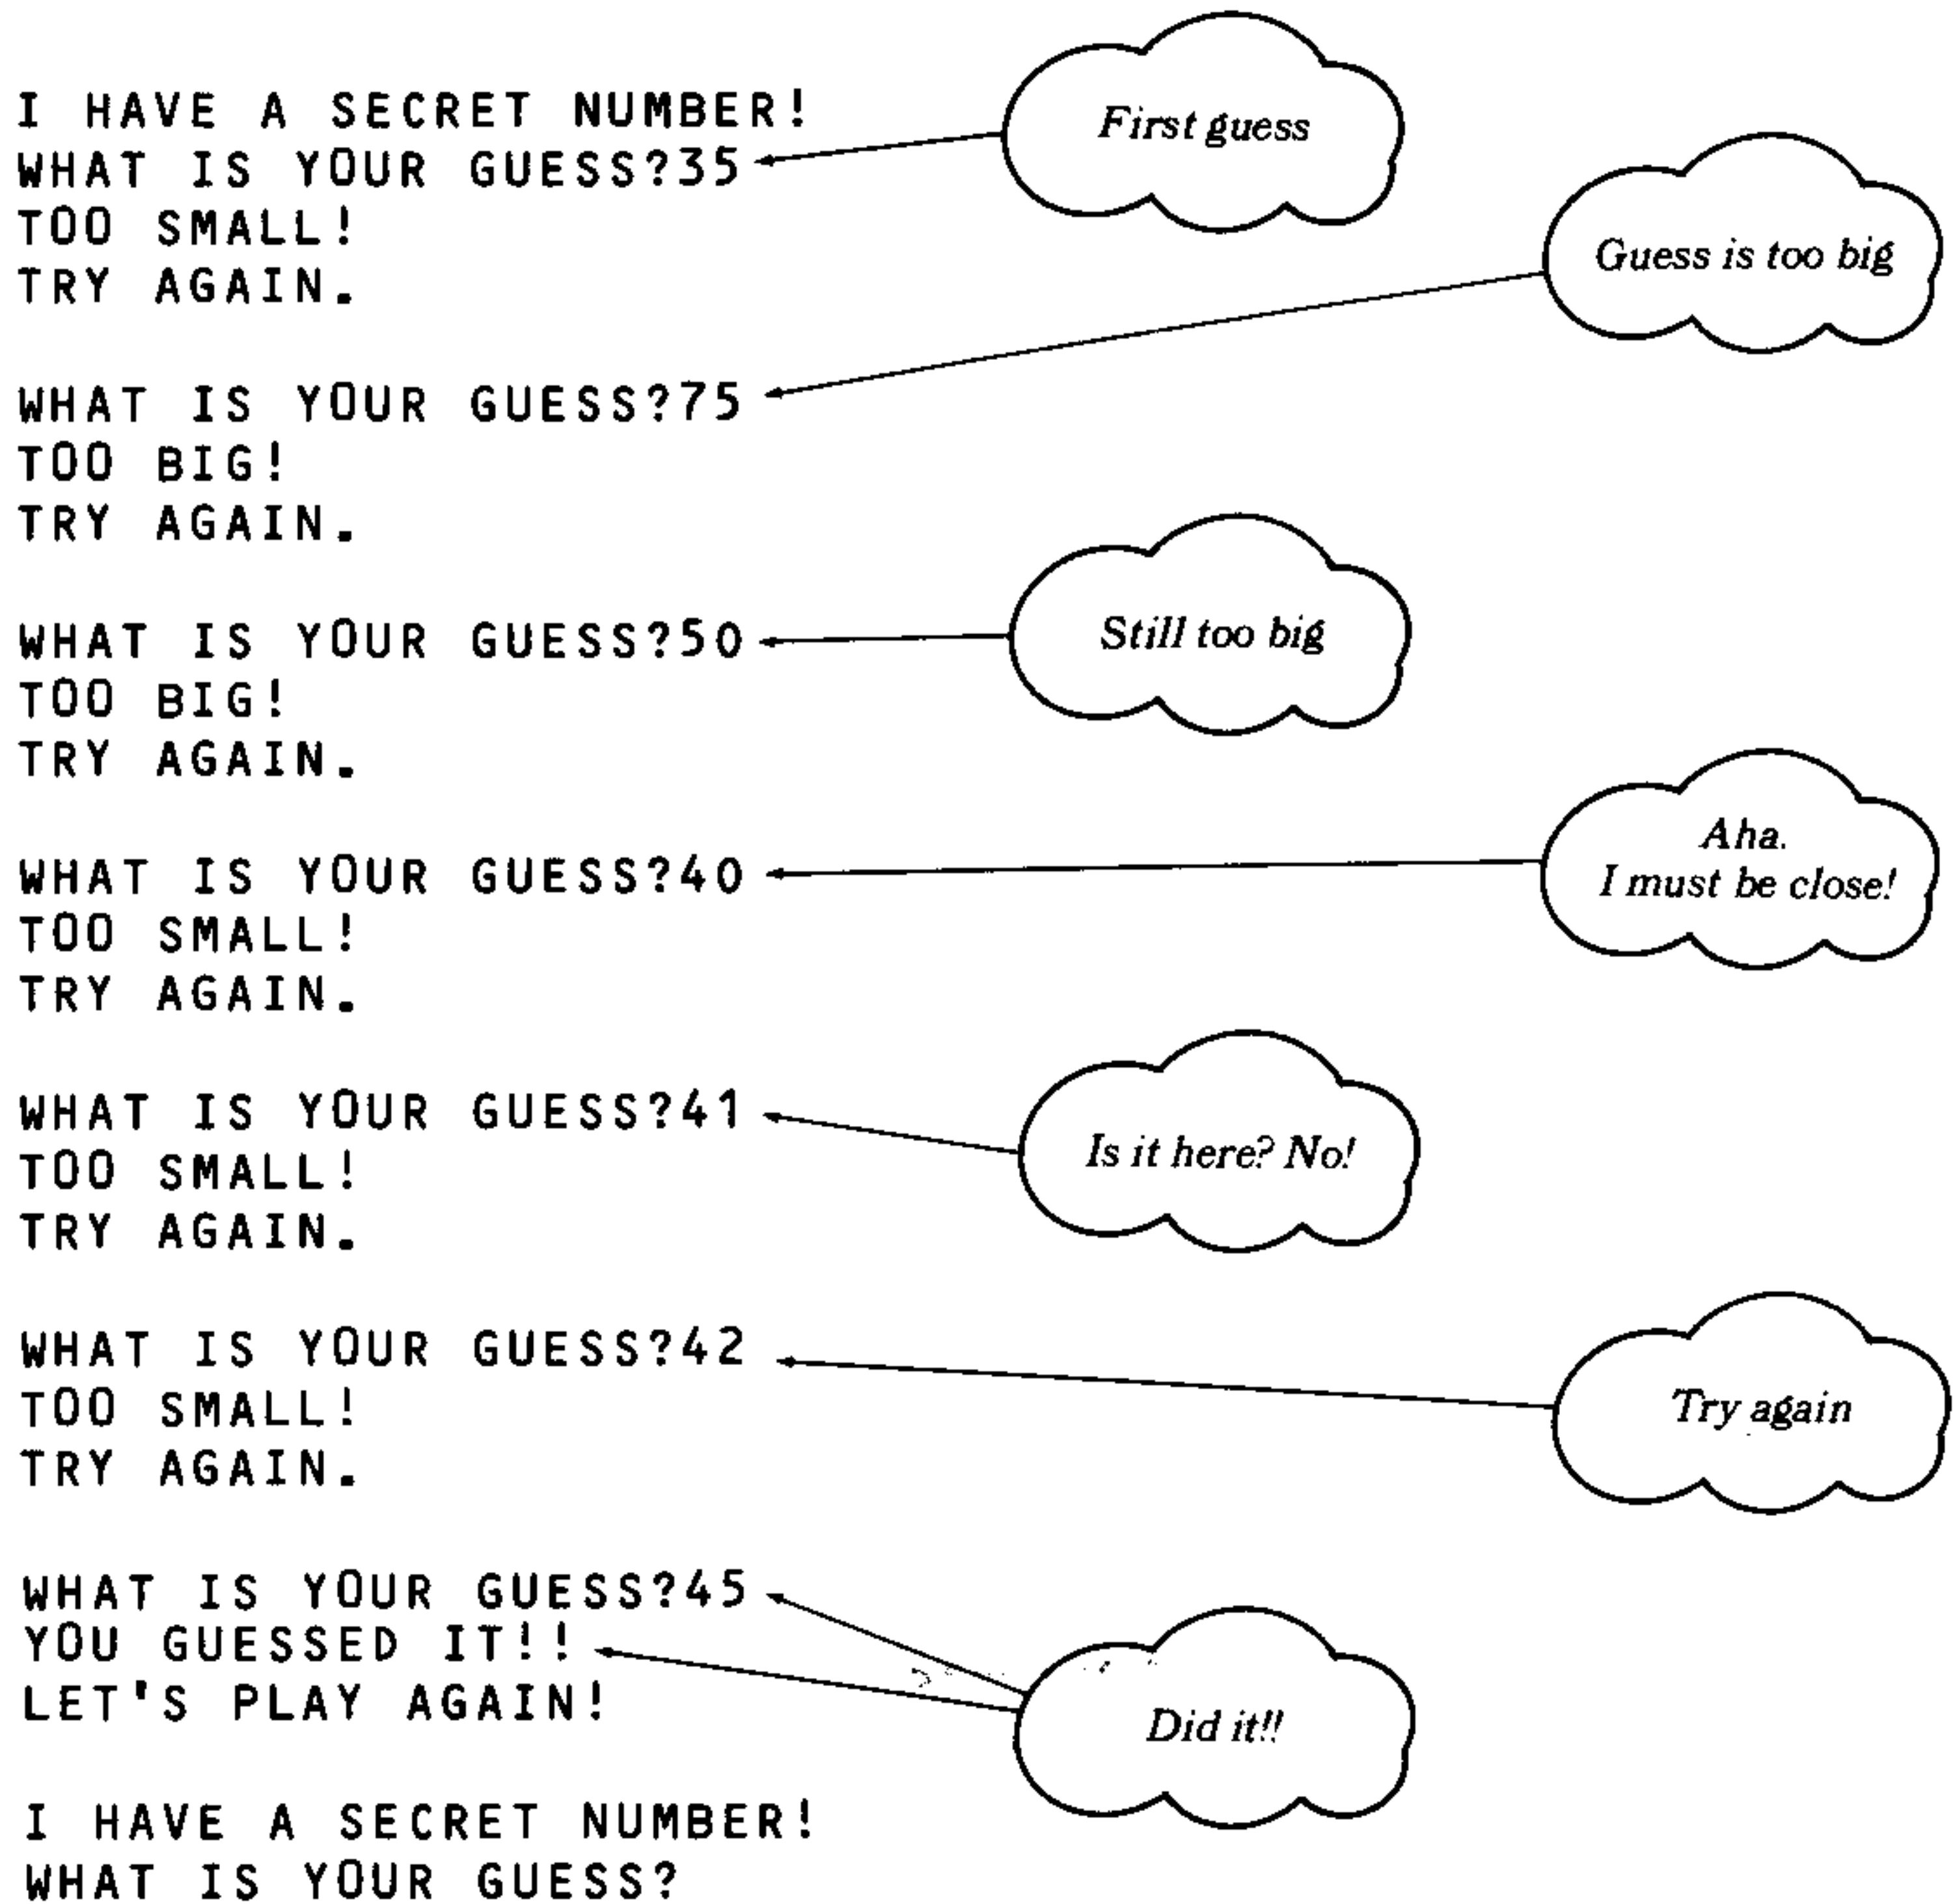 I HAVE A SECRET NUMBER!
First guess
WHAT IS YOUR GUESS?35
TOO SMALL!
Guess is too big
TRY AGAIN.
WHAT IS YOUR GUESS?75
TOO BIG!
TRY AGAIN.
WHAT IS YOUR GUESS?50
Still too big
TOO BIG!
TRY AGAIN.
WHAT IS YOUR GUESS?40
Aha.
I must be close!
TOO SMALL!
TRY AGAIN.
WHAT IS YOUR GUESS?41
Is it here? No!
TOO SMALL!
TRY AGAIN.
WHAT IS YOUR GUESS?42
Try again
TOO SMALL!
TRY AGAIN.
WHAT IS YOUR GUESS?45
YOU GUESSED IT!!
LET'S PLAY AGAIN!
Did it!!
I HAVE A SECRET NUMBER!
WHAT IS YOUR GUESS?